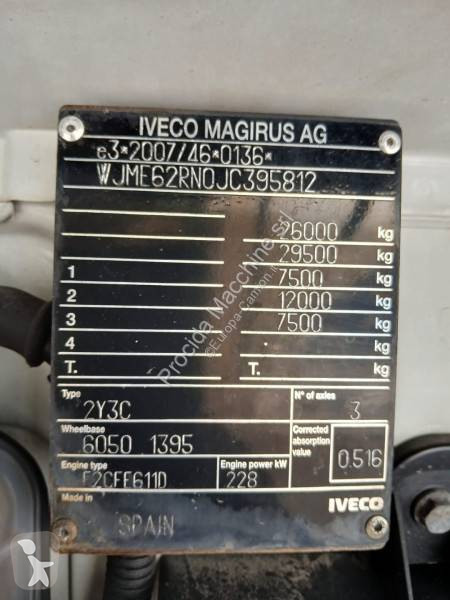 IVECO MAGIRUS AG
e3*2007/46*0136*
WJME62RN0JC395812
26000 kg
29500 kg
1 7500 kg
2 12000 kg
3 7500 kg
4 kg
T. T. kg
Type Nº of axles
2Y3C 3
Wheelbase Corrected absorption value
6050 1395 0.516
Engine type Engine power kW
F2CFE611D 228
Made in IVECO
SPAIN
Procida Macchine Srl
©Europa-Camion.it